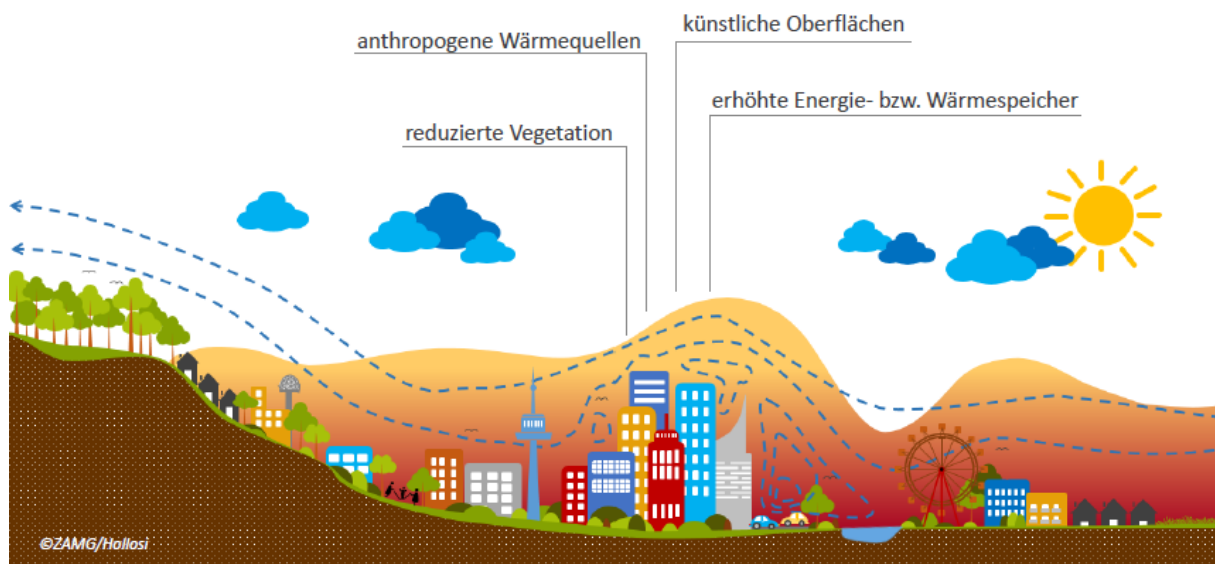 künstliche Oberflächen
anthropogene Wärmequellen
erhöhte Energie- bzw. Wärmespeicher
reduzierte Vegetation
©ZAMG/Hollosi